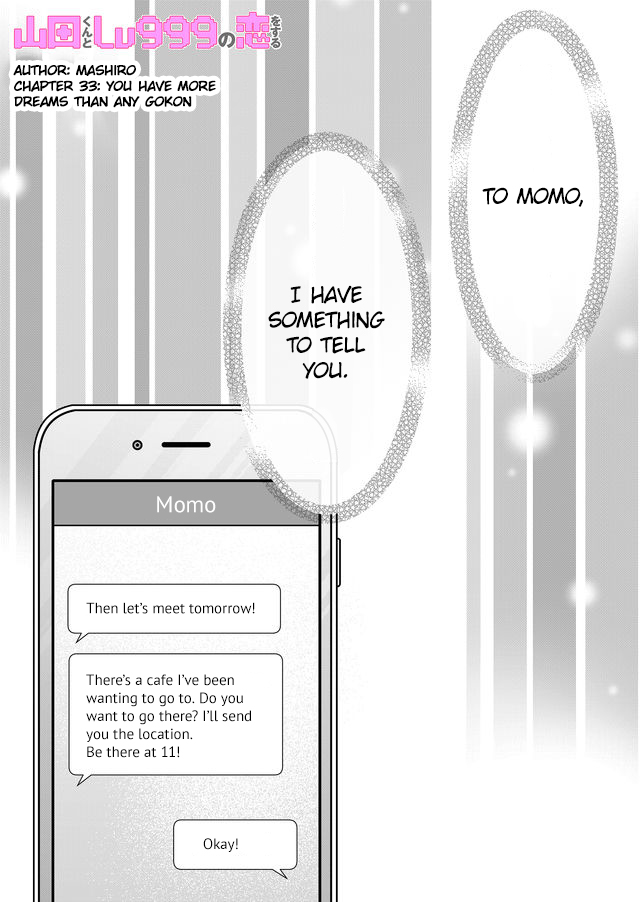 山田くんとLv999の恋をする
AUTHOR: MASHIRO
CHAPTER 33: YOU HAVE MORE
DREAMS THAN ANY GOKON
TO MOMO,
I HAVE
SOMETHING
TO TELL
YOU.
Momo
Then let's meet tomorrow!
There's a cafe I've been
wanting to go to. Do you
want to go there? I'll send
you the location.
Be there at 11!
Okay!